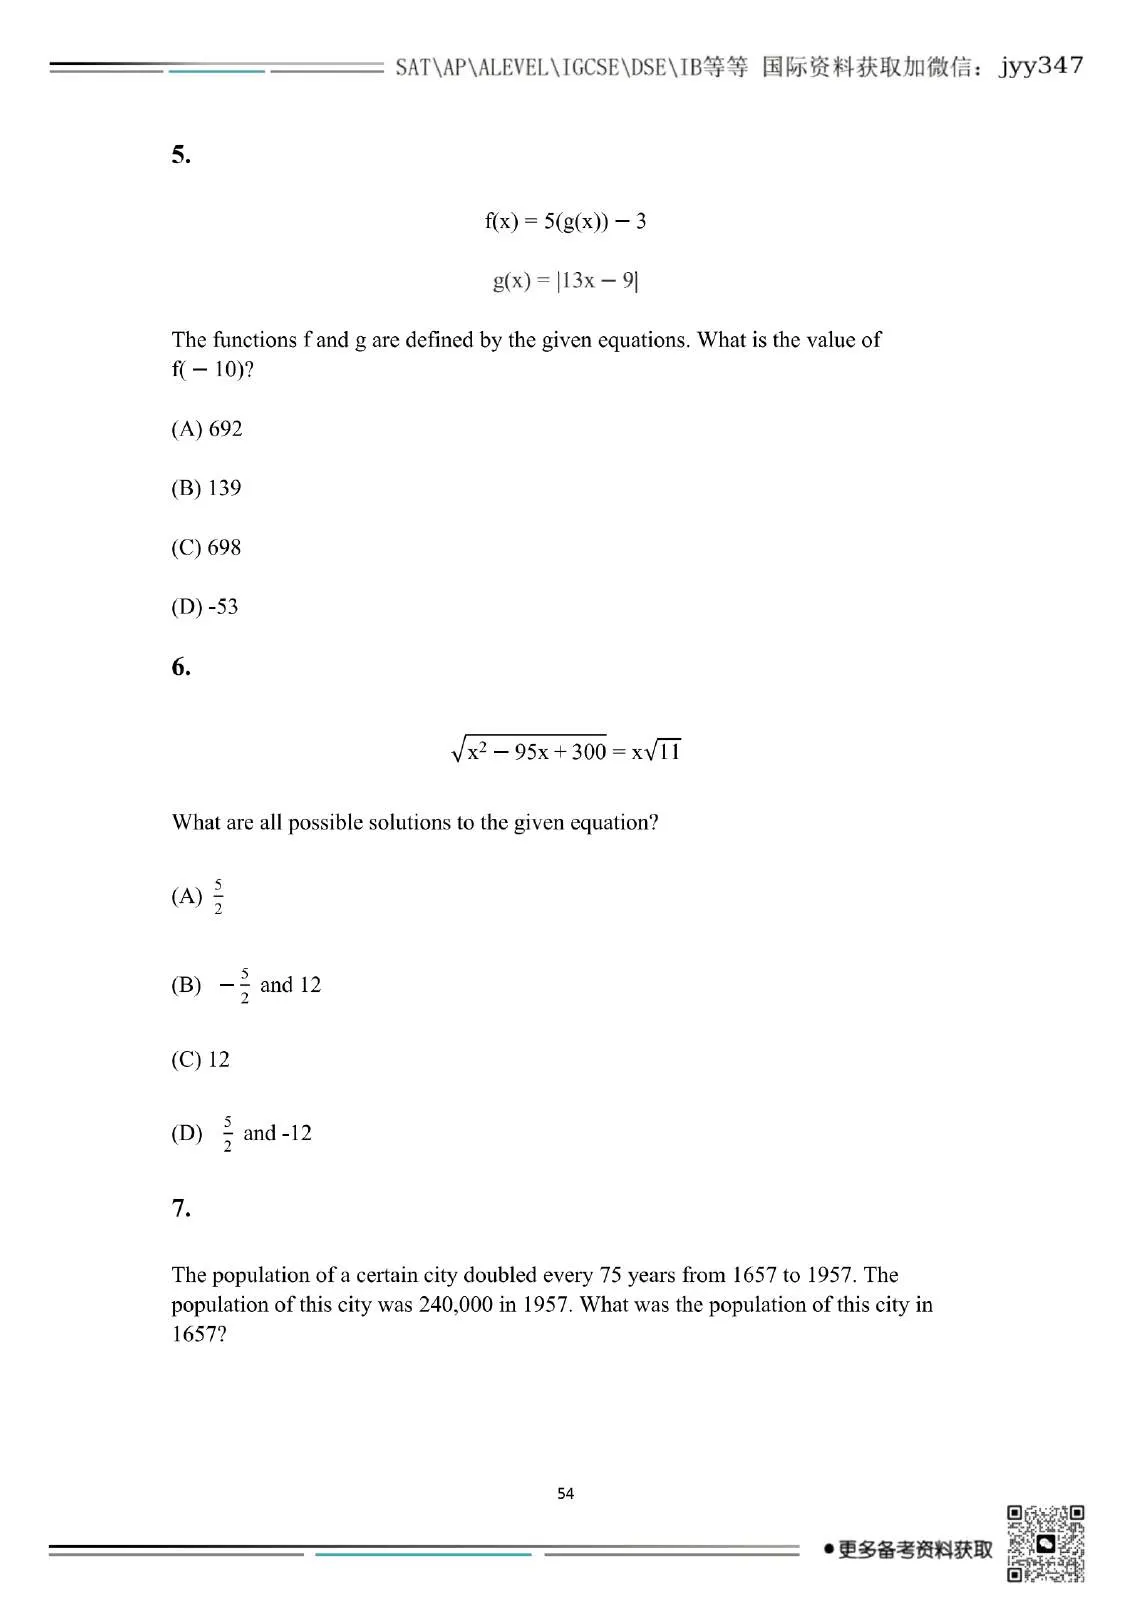 SAT\AP\ALEVEL\IGCSE\DSE\IB等等 国际资料获取加微信: jyy347
5.
f(x) = 5(g(x)) − 3
g(x) = |13x − 9|
The functions f and g are defined by the given equations. What is the value of
f( − 10)?
(A) 692
(B) 139
(C) 698
(D) -53
6.
√(x² − 95x + 300) = x√11
What are all possible solutions to the given equation?
(A) 5/2
(B) − 5/2 and 12
(C) 12
(D) 5/2 and -12
7.
The population of a certain city doubled every 75 years from 1657 to 1957. The
population of this city was 240,000 in 1957. What was the population of this city in
1657?
54
●更多备考资料获取